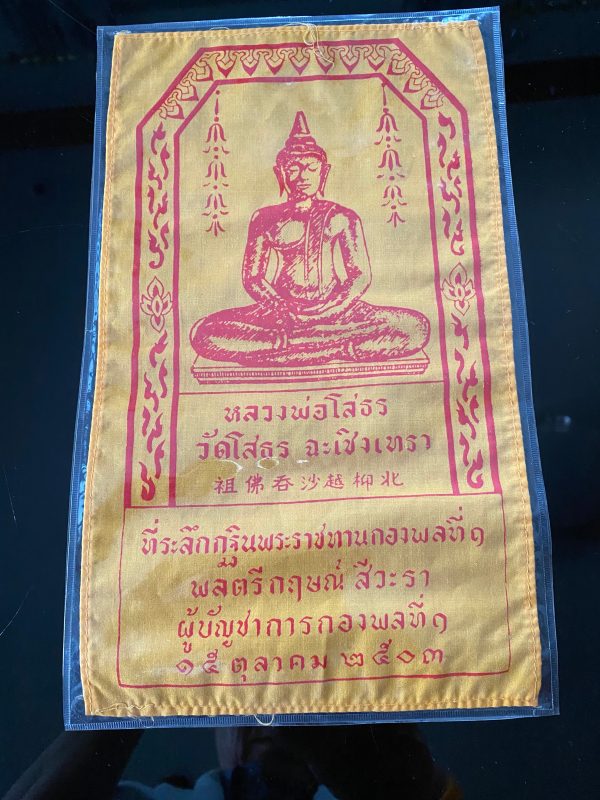 หลวงพ่อโสธร
วัดโสธร ฉะเชิงเทรา
祖佛吞沙越柳北
ที่ระลึกกฐินพระราชทานกองพลที่๑
พลตรีกฤษณ์ สีวะรา
ผู้บัญชาการกองพลที่๑
๑๕ ตุลาคม ๒๕๐๓